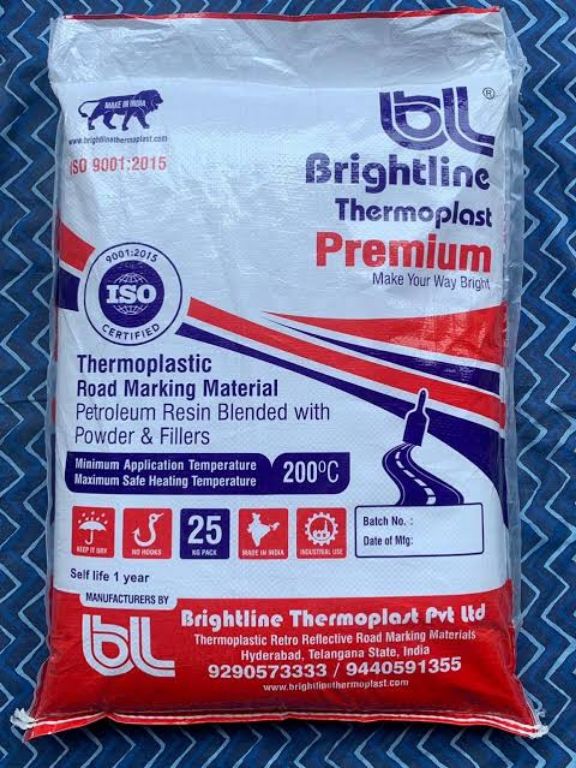 MAKE IN INDIA
www.brightlinethermoplast.com
ISO 9001:2015
bll ®
Brightline
Thermoplast
Premium
Make Your Way Bright
9001:2015
ISO
CERTIFIED
Thermoplastic
Road Marking Material
Petroleum Resin Blended with
Powder & Fillers
Minimum Application Temperature
Maximum Safe Heating Temperature
200°C
KEEP IT DRY
NO HOOKS
25
KG PACK
MADE IN INDIA
INDUSTRIAL USE
Batch No. :
Date of Mfg:
Self life 1 year
MANUFACTURERS BY
bll
Brightline Thermoplast Pvt Ltd
Thermoplastic Retro Reflective Road Marking Materials
Hyderabad, Telangana State, India
9290573333 / 9440591355
www.brightlinethermoplast.com